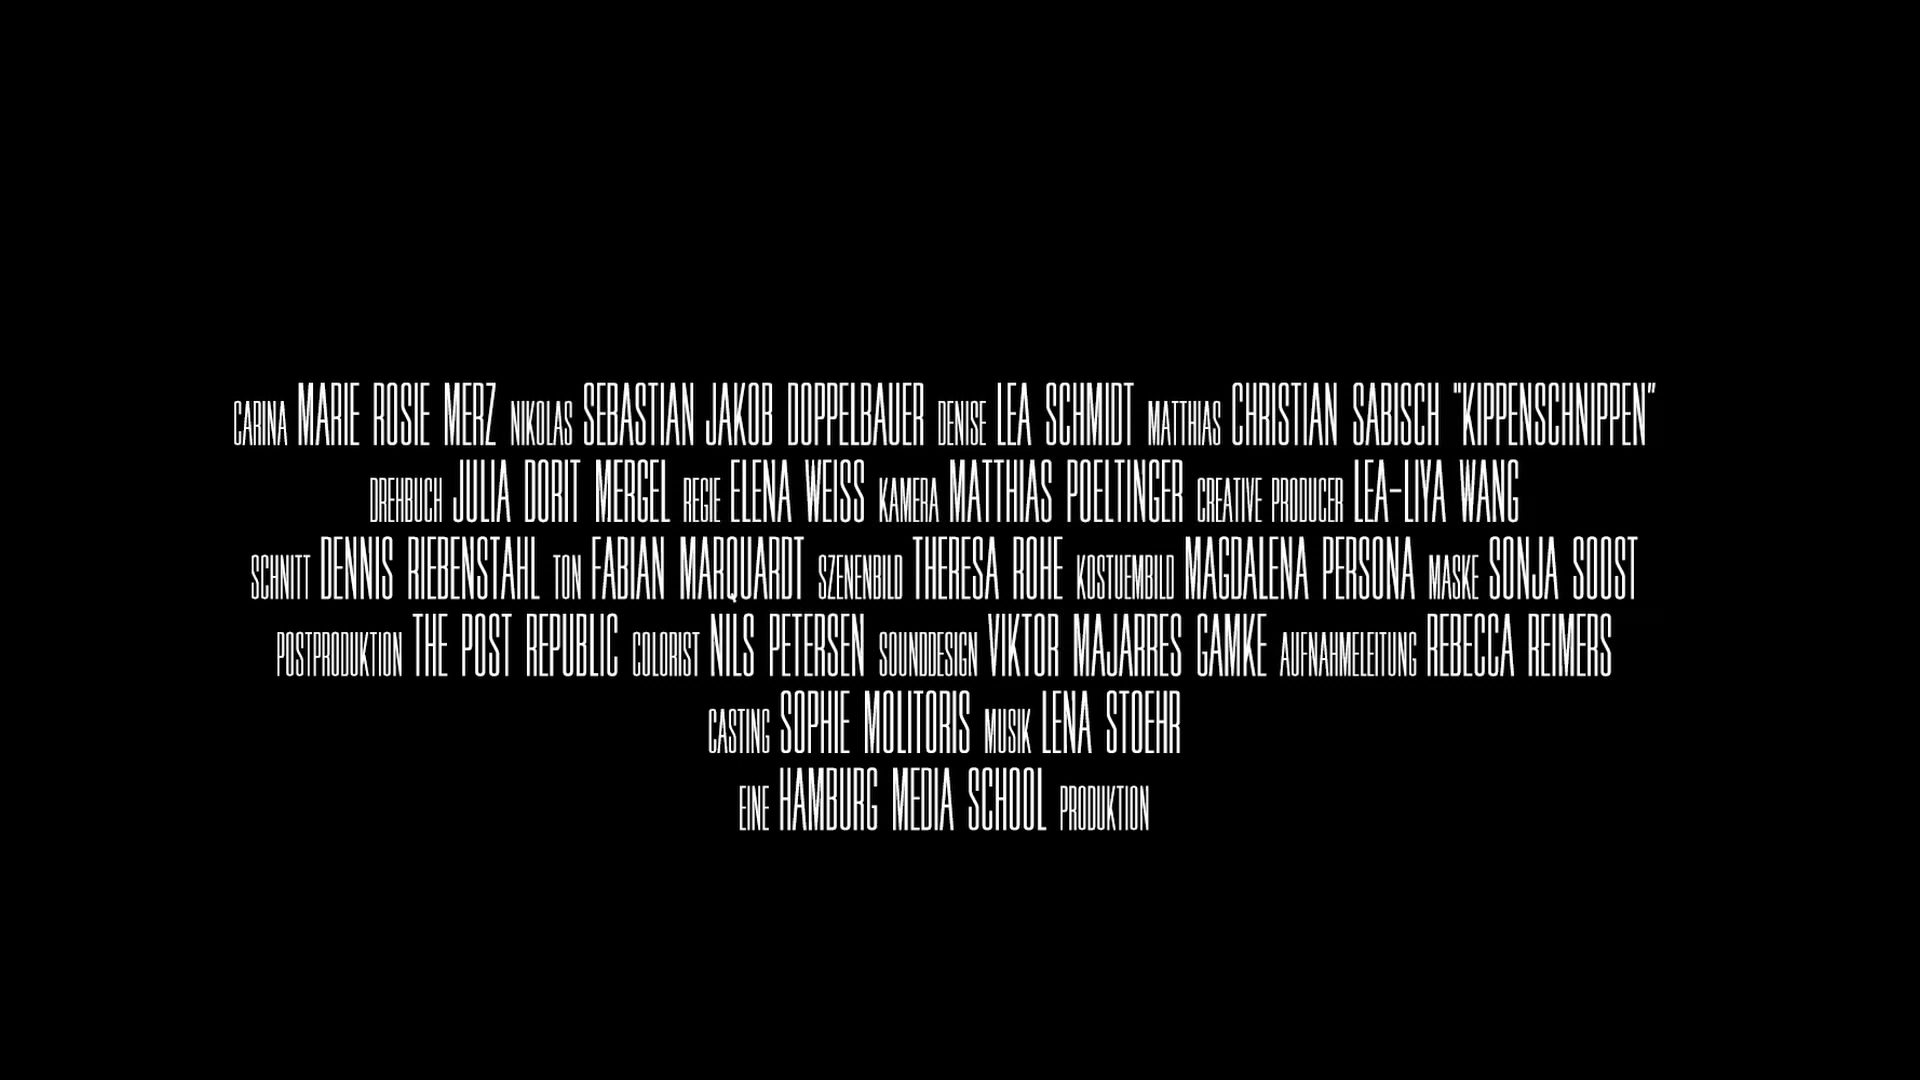 CARINA MARIE ROSIE MERZ NIKOLAS SEBASTIAN JAKOB DOPPELBAUER DENISE LEA SCHMIDT MATTHIAS CHRISTIAN SABISCH "KIPPENSCHNIPPEN"
DREHBUCH JULIA DORIT MERGEL REGIE ELENA WEISS KAMERA MATTHIAS POELTINGER CREATIVE PRODUCER LEA-LIYA WANG
SCHNITT DENNIS RIEBENSTAHL TON FABIAN MARQUARDT SZENENBILD THERESA ROHE KOSTUEMBILD MAGDALENA PERSONA MASKE SONJA SOOST
POSTPRODUKTION THE POST REPUBLIC COLORIST NILS PETERSEN SOUNDDESIGN VIKTOR MAJARRES GAMKE AUFNAHMELEITUNG REBECCA REIMERS
CASTING SOPHIE MOLITORIS MUSIK LENA STOEHR
EINE HAMBURG MEDIA SCHOOL PRODUKTION